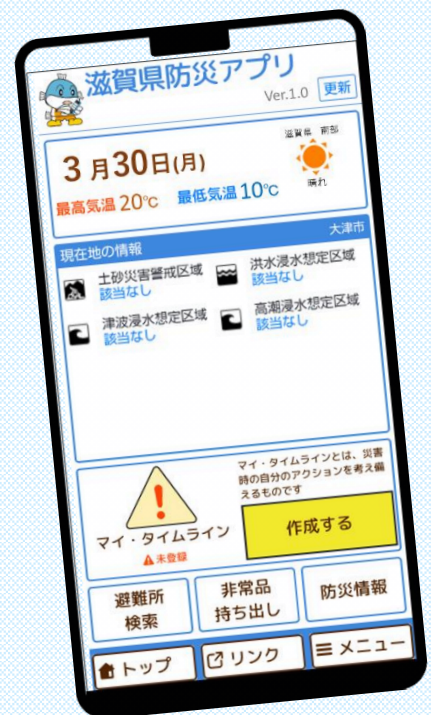 滋賀県防災アプリ
Ver.1.0 更新
滋賀県 南部
3月30日(月)
晴れ
最高気温 20℃ 最低気温 10℃
現在地の情報 大津市
土砂災害警戒区域
該当なし
洪水浸水想定区域
該当なし
津波浸水想定区域
該当なし
高潮浸水想定区域
該当なし
マイ・タイムライン
未登録
マイ・タイムラインとは、災害
時の自分のアクションを考え備
えるものです
作成する
避難所
検索
非常品
持ち出し
防災情報
トップ
リンク
メニュー